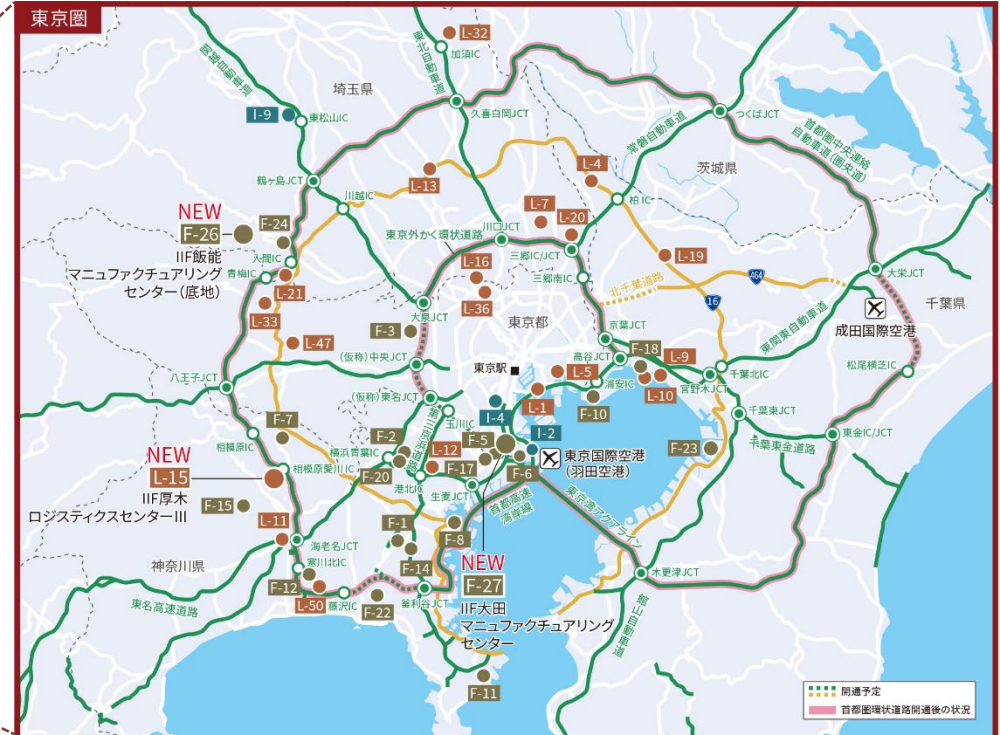 東京圏
L-32
加須IC
東北自動車道
関越自動車道
埼玉県
I-9
東松山IC
久喜白岡JCT
つくばJCT
首都圏中央連絡
自動車道(圏央道)
常磐自動車道
茨城県
鶴ヶ島JCT
L-13
L-4
川越IC
柏IC
NEW
F-26
IIF飯能
マニュファクチュアリング
センター(底地)
F-24
入間IC
青梅IC
L-7
L-20
東京外かく環状道路
川口JCT
三郷IC/JCT
三郷南IC
L-19
L-16
L-36
北千葉道路
464
16
大栄JCT
成田国際空港
千葉県
L-21
L-33
大泉JCT
東京都
F-3
L-47
京葉JCT
東関東自動車道
(仮称)中央JCT
東京駅
高谷JCT
F-18
L-9
L-5
浦安IC
L-10
宮野木JCT
千葉北IC
松尾横芝IC
八王子JCT
(仮称)東名JCT
L-1
F-10
玉川IC
I-4
千葉東JCT
第三京浜道路
F-7
相模原IC
横浜青葉IC
F-2
L-12
F-5
I-2
東京国際空港
(羽田空港)
F-23
千葉東金道路
東金IC/JCT
NEW
L-15
IIF厚木
ロジスティクスセンターIII
相模原愛川IC
F-20
F-17
F-6
港北IC
生麦JCT
首都高速
湾岸線
東京湾アクアライン
F-15
L-11
海老名JCT
F-1
F-8
F-14
神奈川県
寒川北IC
F-12
L-50
藤沢IC
F-22
釜利谷JCT
NEW
F-27
IIF大田
マニュファクチュアリング
センター
木更津JCT
館山自動車道
東名高速道路
F-11
開通予定
首都圏環状道路開通後の状況